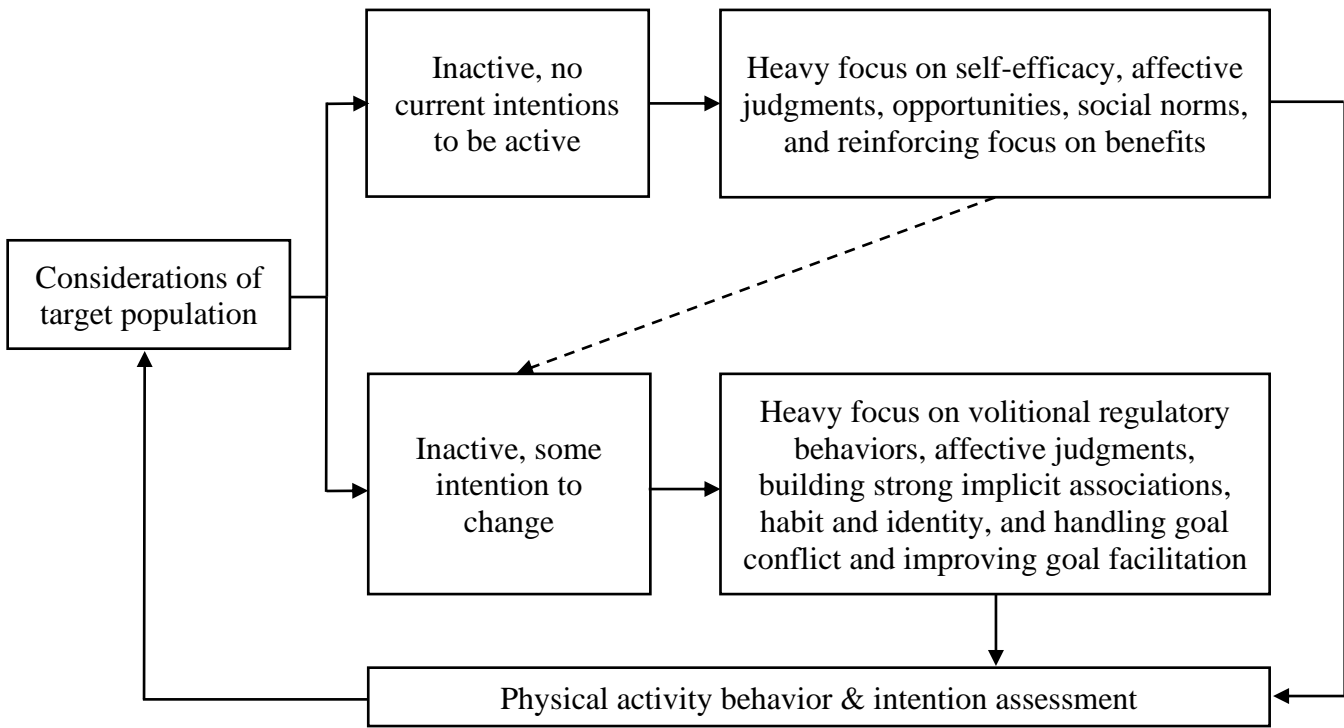 Inactive, no
current intentions
to be active
Heavy focus on self-efficacy, affective
judgments, opportunities, social norms,
and reinforcing focus on benefits
Considerations of
target population
Inactive, some
intention to
change
Heavy focus on volitional regulatory
behaviors, affective judgments,
building strong implicit associations,
habit and identity, and handling goal
conflict and improving goal facilitation
Physical activity behavior & intention assessment